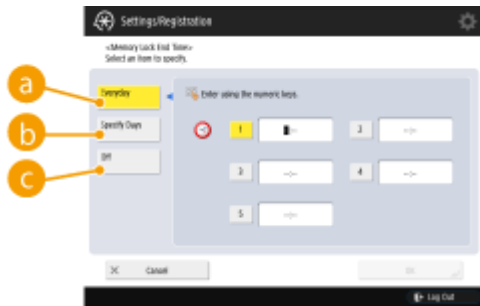 Settings/Registration
<Memory Lock End Time>
Select an item to specify.
a
Everyday
Enter using the numeric keys.
b
Specify Days
1 --:--
2 --:--
c
Off
3 --:--
4 --:--
5 --:--
Cancel
OK
Log Out